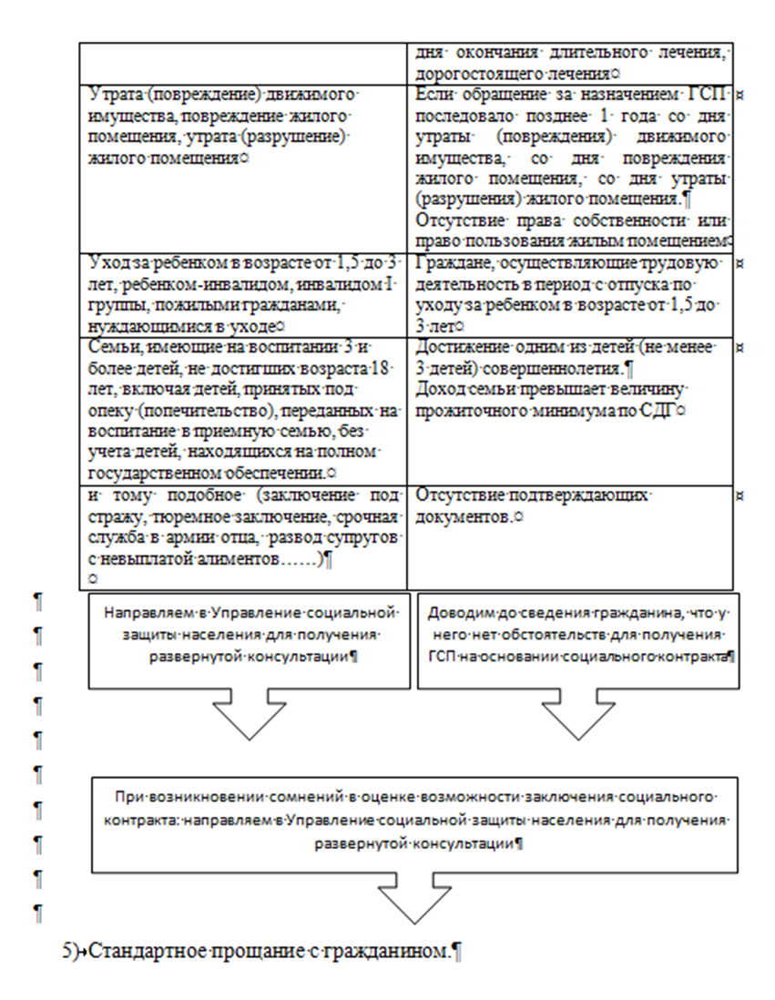 дня окончания длительного лечения,
дорогостоящего лечения
Утрата (повреждение) движимого
имущества, повреждение жилого
помещения, утрата (разрушение)
жилого помещения
Если обращение за назначением ГСП
последовало позднее 1 года со дня
утраты (повреждения) движимого
имущества, со дня повреждения
жилого помещения, со дня утраты
(разрушения) жилого помещения.
Отсутствие права собственности или
право пользования жилым помещением
Уход за ребенком в возрасте от 1,5 до 3
лет, ребенком-инвалидом, инвалидом I
группы, пожилыми гражданами,
нуждающимися в уходе
Граждане, осуществляющие трудовую
деятельность в период с отпуска по
уходу за ребенком в возрасте от 1,5 до
3 лет
Семьи, имеющие на воспитании 3 и
более детей, не достигших возраста 18
лет, включая детей, принятых под
опеку (попечительство), переданных на
воспитание в приемную семью, без
учета детей, находящихся на полном
государственном обеспечении.
Достижение одним из детей (не менее
3 детей) совершеннолетия.
Доход семьи превышает величину
прожиточного минимума по СДГ
и тому подобное (заключение под
стражу, тюремное заключение, срочная
служба в армии отца, развод супругов
с невыплатой алиментов……)
Отсутствие подтверждающих
документов.
Направляем в Управление социальной
защиты населения для получения
развернутой консультации
Доводим до сведения гражданина, что у
него нет обстоятельств для получения
ГСП на основании социального контракта
При возникновении сомнений в оценке возможности заключения социального
контракта: направляем в Управление социальной защиты населения для получения
развернутой консультации
5) Стандартное прощание с гражданином.